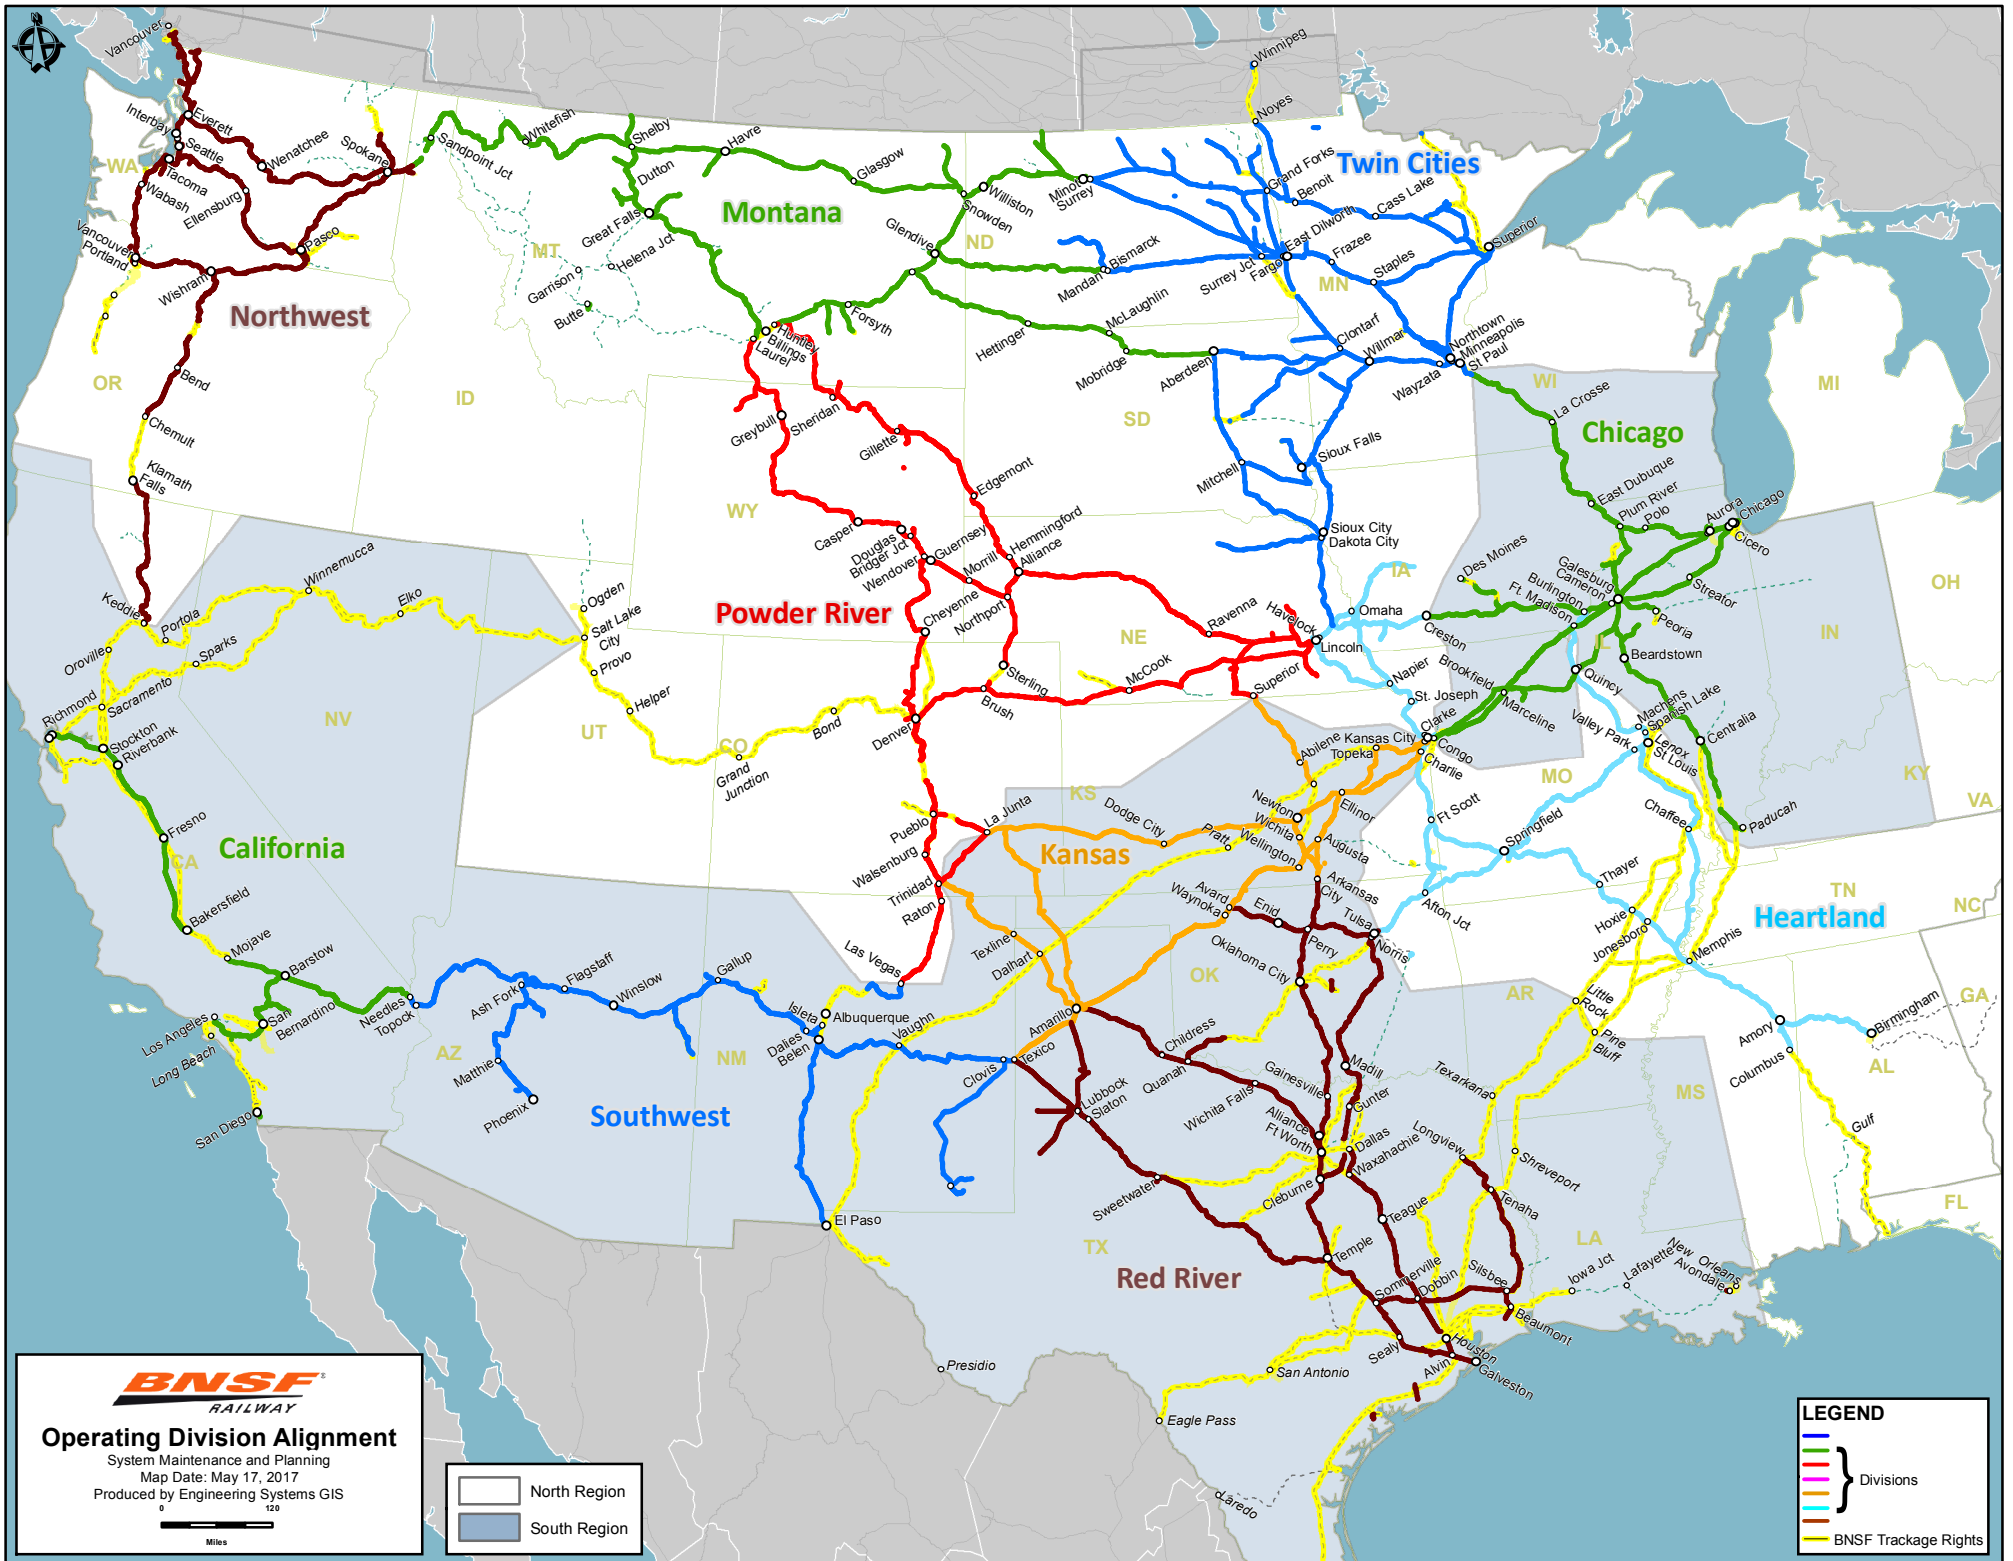 Vancouver
Winnipeg
Noyes
Everett
Interbay
Seattle
WA
Tacoma
Wabash
Ellensburg
Wenatchee
Spokane
Sandpoint Jct
Whitefish
Shelby
Havre
Dutton
Glasgow
Williston
Snowden
Minot
Surrey
Grand Forks
Benoit
Cass Lake
Twin Cities
Superior
Vancouver
Portland
Pasco
Wishram
Northwest
MT
Great Falls
Helena Jct
Garrison
Butte
Montana
Glendive
ND
Mandan
Bismarck
Surrey Jct
Fargo
East Dilworth
Frazee
Staples
MN
Forsyth
Huntley
Billings
Laurel
Hettinger
McLaughlin
Mobridge
Aberdeen
Clontarf
Willmar
Wayzata
Northtown
Minneapolis
St Paul
OR
Bend
Chemult
Klamath
Falls
ID
Greybull
Sheridan
Gillette
SD
Mitchell
Sioux Falls
WI
La Crosse
MI
Chicago
WY
Casper
Douglas
Bridger Jct
Wendover
Guernsey
Morrill
Edgemont
Hemmingford
Alliance
Northport
Cheyenne
Sioux City
Dakota City
East Dubuque
Plum River
Polo
Aurora
Chicago
Cicero
Des Moines
IA
Galesburg
Cameron
Burlington
Ft. Madison
Streator
Peoria
OH
Keddie
Portola
Winnemucca
Elko
Ogden
Salt Lake
City
Provo
Helper
Powder River
NE
Ravenna
Havelock
Lincoln
Omaha
Creston
IL
Beardstown
IN
Oroville
Sparks
Sacramento
Richmond
Stockton
Riverbank
NV
UT
CO
Bond
Grand
Junction
Denver
Brush
Sterling
McCook
Superior
Napier
St. Joseph
Brookfield
Marceline
Quincy
Clarke
Kansas City
Congo
Charlie
Topeka
Abilene
Machens
Spanish Lake
Valley Park
Lenox
St Louis
Centralia
Fresno
CA
California
Bakersfield
Mojave
Barstow
Pueblo
La Junta
Walsenburg
Trinidad
Raton
Las Vegas
KS
Kansas
Dodge City
Pratt
Newton
Wichita
Wellington
Ellinor
Augusta
Arkansas
City
Ft Scott
MO
Springfield
Chaffee
Paducah
KY
VA
Thayer
Afton Jct
Tulsa
Norris
Avard
Waynoka
Enid
Perry
Oklahoma City
OK
Hoxie
Jonesboro
Memphis
TN
NC
Heartland
Los Angeles
Long Beach
San
Bernardino
San Diego
Needles
Topock
Ash Fork
Flagstaff
Winslow
Gallup
AZ
Matthie
Phoenix
NM
Isleta
Albuquerque
Dalies
Belen
Vaughn
Clovis
Texico
Texline
Dalhart
Amarillo
Childress
Quanah
Wichita Falls
Gainesville
Madill
Gunter
Alliance
Ft Worth
Dallas
Waxahachie
Lubbock
Slaton
Sweetwater
Cleburne
AR
Little
Rock
Pine
Bluff
Texarkana
MS
Amory
Columbus
Birmingham
AL
GA
Gulf
FL
Southwest
El Paso
TX
Red River
Longview
Shreveport
Tenaha
Teague
Temple
Sommerville
Dobbin
Silsbee
Beaumont
LA
Iowa Jct
Lafayette
New Orleans
Avondale
Sealy
Houston
Alvin
Galveston
San Antonio
Presidio
Eagle Pass
Laredo
BNSF
RAILWAY
Operating Division Alignment
System Maintenance and Planning
Map Date: May 17, 2017
Produced by Engineering Systems GIS
0 120
Miles
North Region
South Region
LEGEND
Divisions
BNSF Trackage Rights